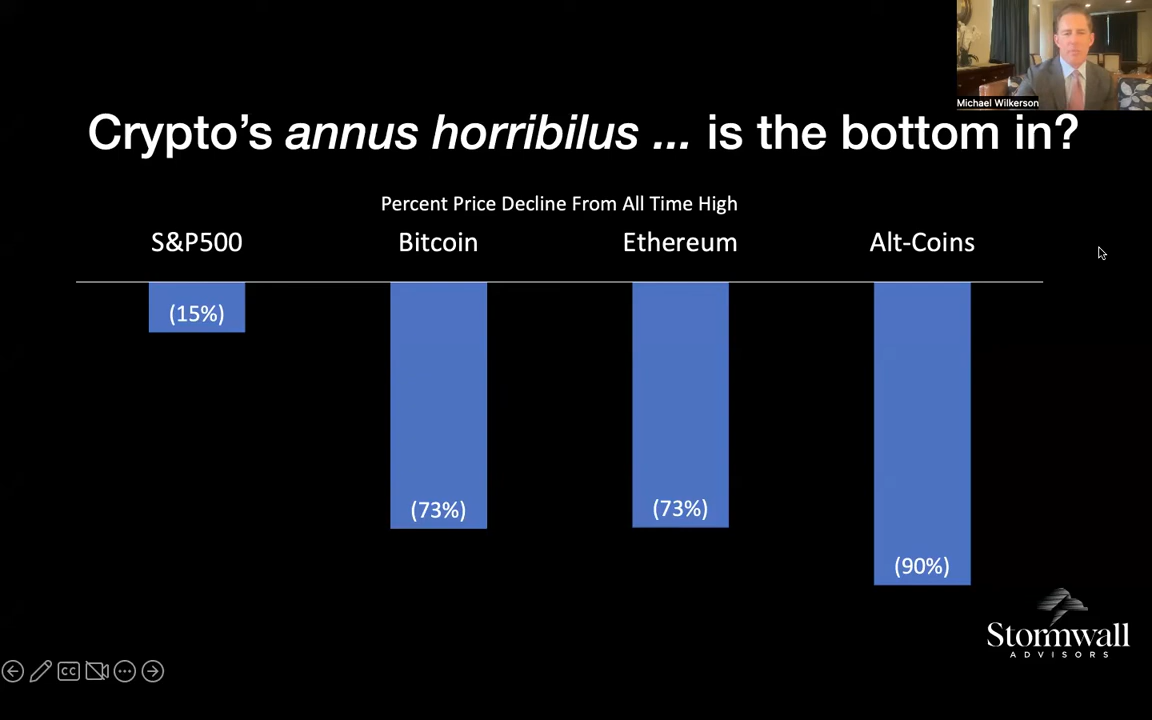 Michael Wilkerson
Crypto's annus horribilus ... is the bottom in?
Percent Price Decline From All Time High
S&P500 Bitcoin Ethereum Alt-Coins
(15%)
(73%) (73%)
(90%)
Stormwall
ADVISORS
CC